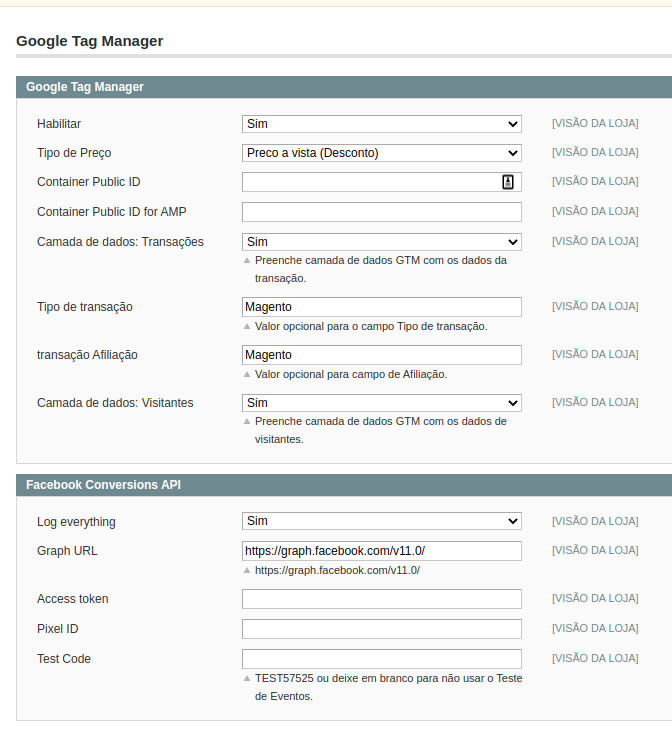 Google Tag Manager
Google Tag Manager
Habilitar Sim [VISÃO DA LOJA]
Tipo de Preço Preco a vista (Desconto) [VISÃO DA LOJA]
Container Public ID [VISÃO DA LOJA]
Container Public ID for AMP [VISÃO DA LOJA]
Camada de dados: Transações Sim [VISÃO DA LOJA]
Preenche camada de dados GTM com os dados da
transação.
Tipo de transação Magento [VISÃO DA LOJA]
Valor opcional para o campo Tipo de transação.
transação Afiliação Magento [VISÃO DA LOJA]
Valor opcional para campo de Afiliação.
Camada de dados: Visitantes Sim [VISÃO DA LOJA]
Preenche camada de dados GTM com os dados de
visitantes.
Facebook Conversions API
Log everything Sim [VISÃO DA LOJA]
Graph URL https://graph.facebook.com/v11.0/ [VISÃO DA LOJA]
https://graph.facebook.com/v11.0/
Access token [VISÃO DA LOJA]
Pixel ID [VISÃO DA LOJA]
Test Code [VISÃO DA LOJA]
TEST57525 ou deixe em branco para não usar o Teste
de Eventos.